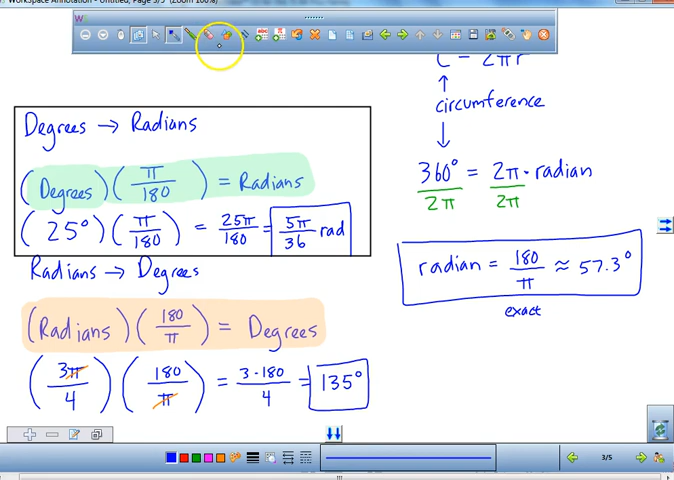 WorkSpace Annotation - Untitled, Page 3/5 (Zoom 100%)
C = 2πr
circumference
360° = 2π · radian
2π 2π
radian = 180/π ≈ 57.3°
exact
Degrees → Radians
(Degrees)(π/180) = Radians
(25°)(π/180) = 25π/180 = 5π/36 rad
Radians → Degrees
(Radians)(180/π) = Degrees
(3π/4)(180/π) = 3·180/4 = 135°
3/5